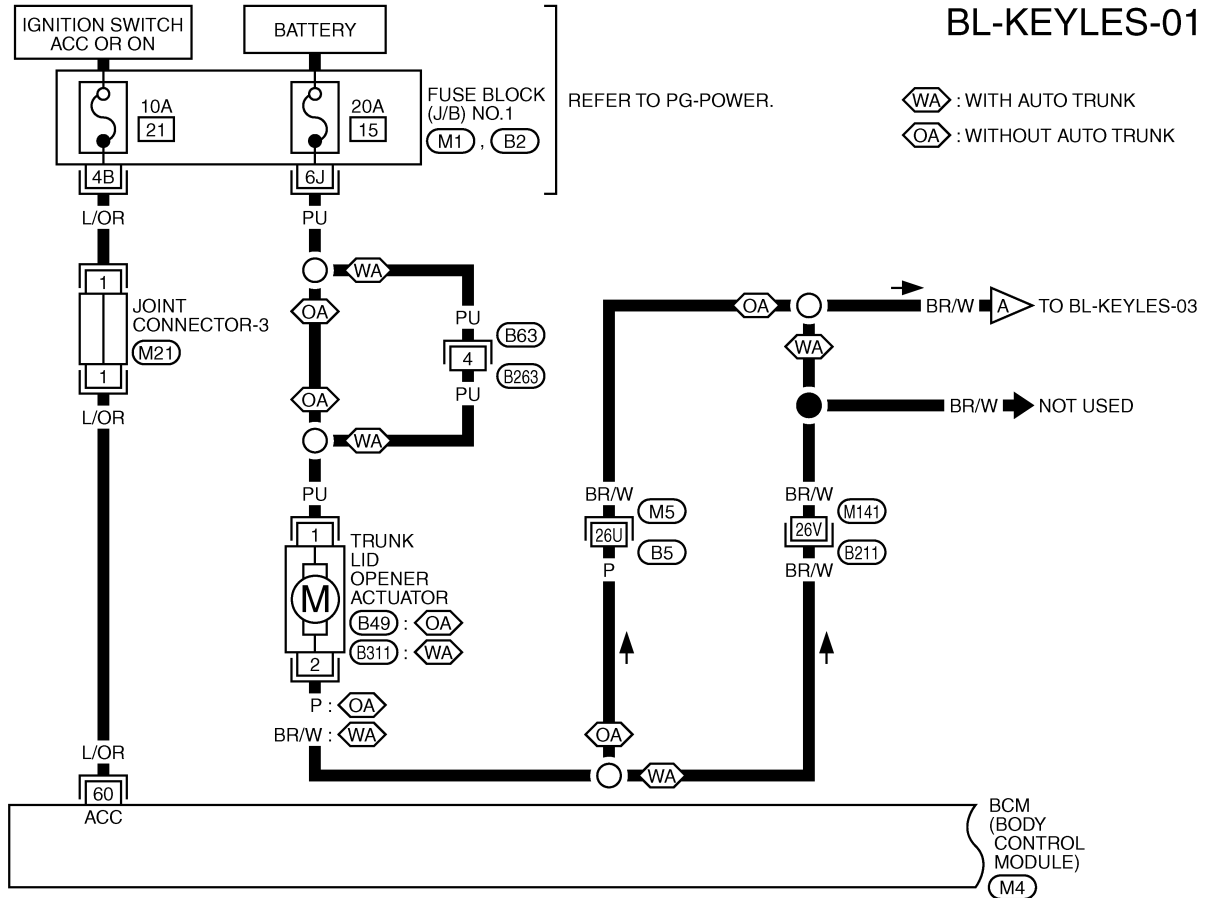 BL-KEYLES-01
IGNITION SWITCH
ACC OR ON
BATTERY
10A
21
20A
15
FUSE BLOCK
(J/B) NO.1
M1 , B2
REFER TO PG-POWER.
WA : WITH AUTO TRUNK
OA : WITHOUT AUTO TRUNK
4B
6J
L/OR
PU
1
JOINT
CONNECTOR-3
M21
1
L/OR
WA
OA
PU
B63
4
B263
PU
OA
WA
PU
OA
BR/W
A
TO BL-KEYLES-03
WA
BR/W
NOT USED
BR/W
M5
26U
B5
P
BR/W
M141
26V
B211
BR/W
1
TRUNK
LID
OPENER
ACTUATOR
M
B49 : OA
B311 : WA
2
P : OA
BR/W : WA
OA
WA
L/OR
60
ACC
BCM
(BODY
CONTROL
MODULE)
M4